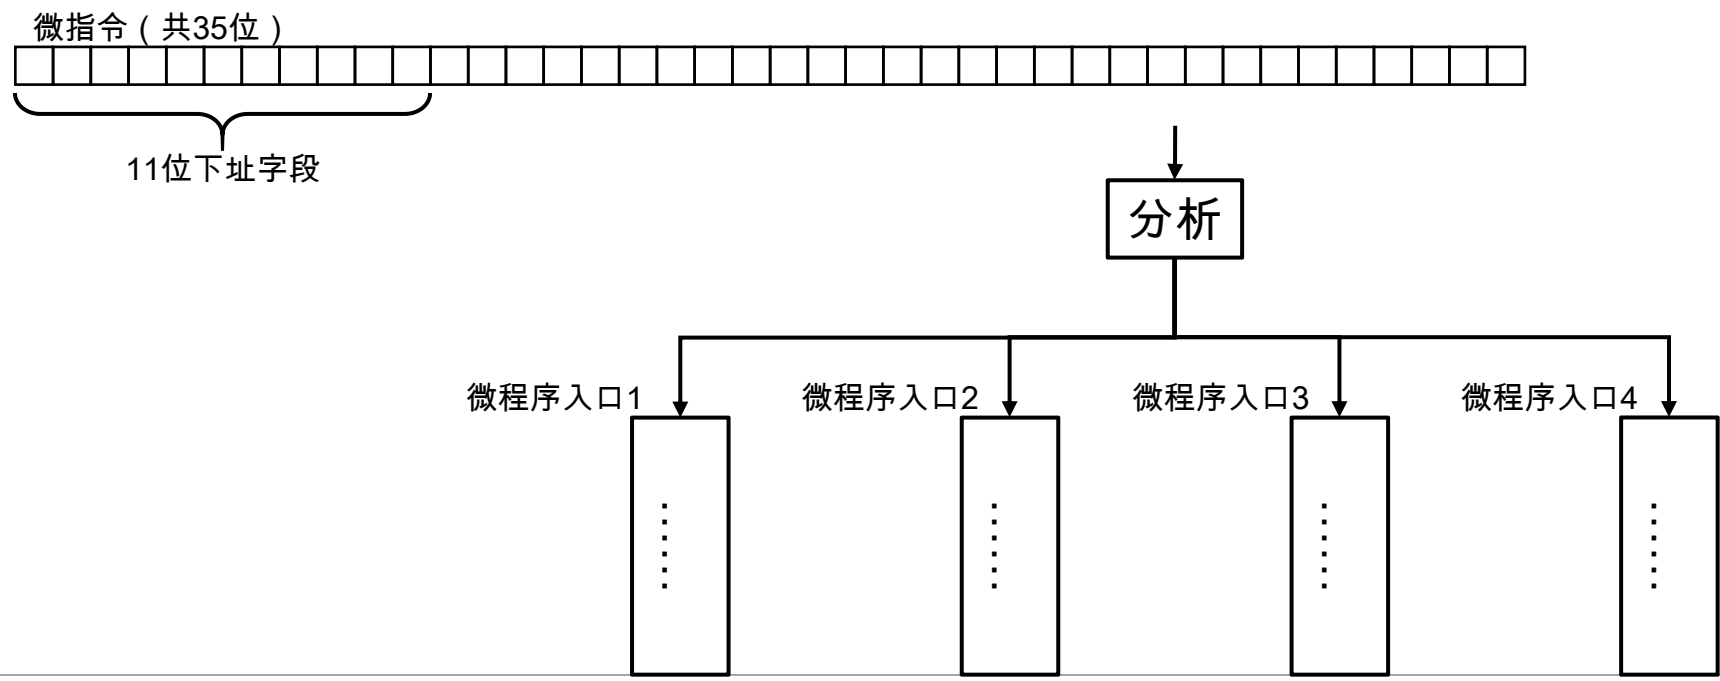 微指令（共35位）
11位下址字段
分析
微程序入口1
微程序入口2
微程序入口3
微程序入口4
……
……
……
……